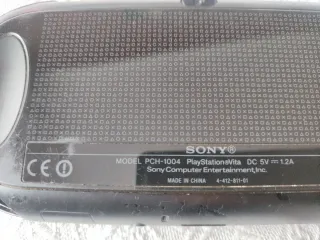 SONY®
MODEL PCH-1004 PlayStation®Vita DC 5V⎓1.2A
Sony Computer Entertainment, Inc.
CE
MADE IN CHINA 4-412-811-01